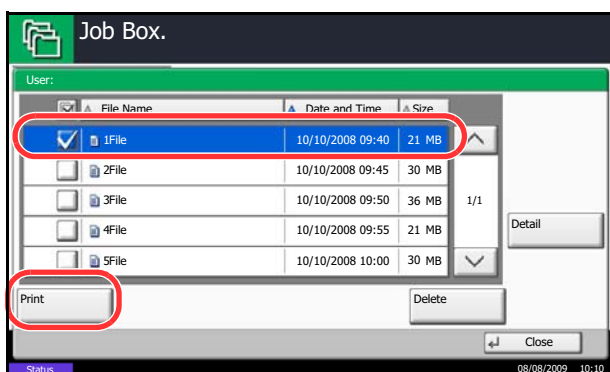 Job Box.
User:
File Name Date and Time Size
1File 10/10/2008 09:40 21 MB
2File 10/10/2008 09:45 30 MB
3File 10/10/2008 09:50 36 MB
1/1
4File 10/10/2008 09:55 21 MB
Detail
5File 10/10/2008 10:00 30 MB
Print Delete
Close
Status 08/08/2009 10:10